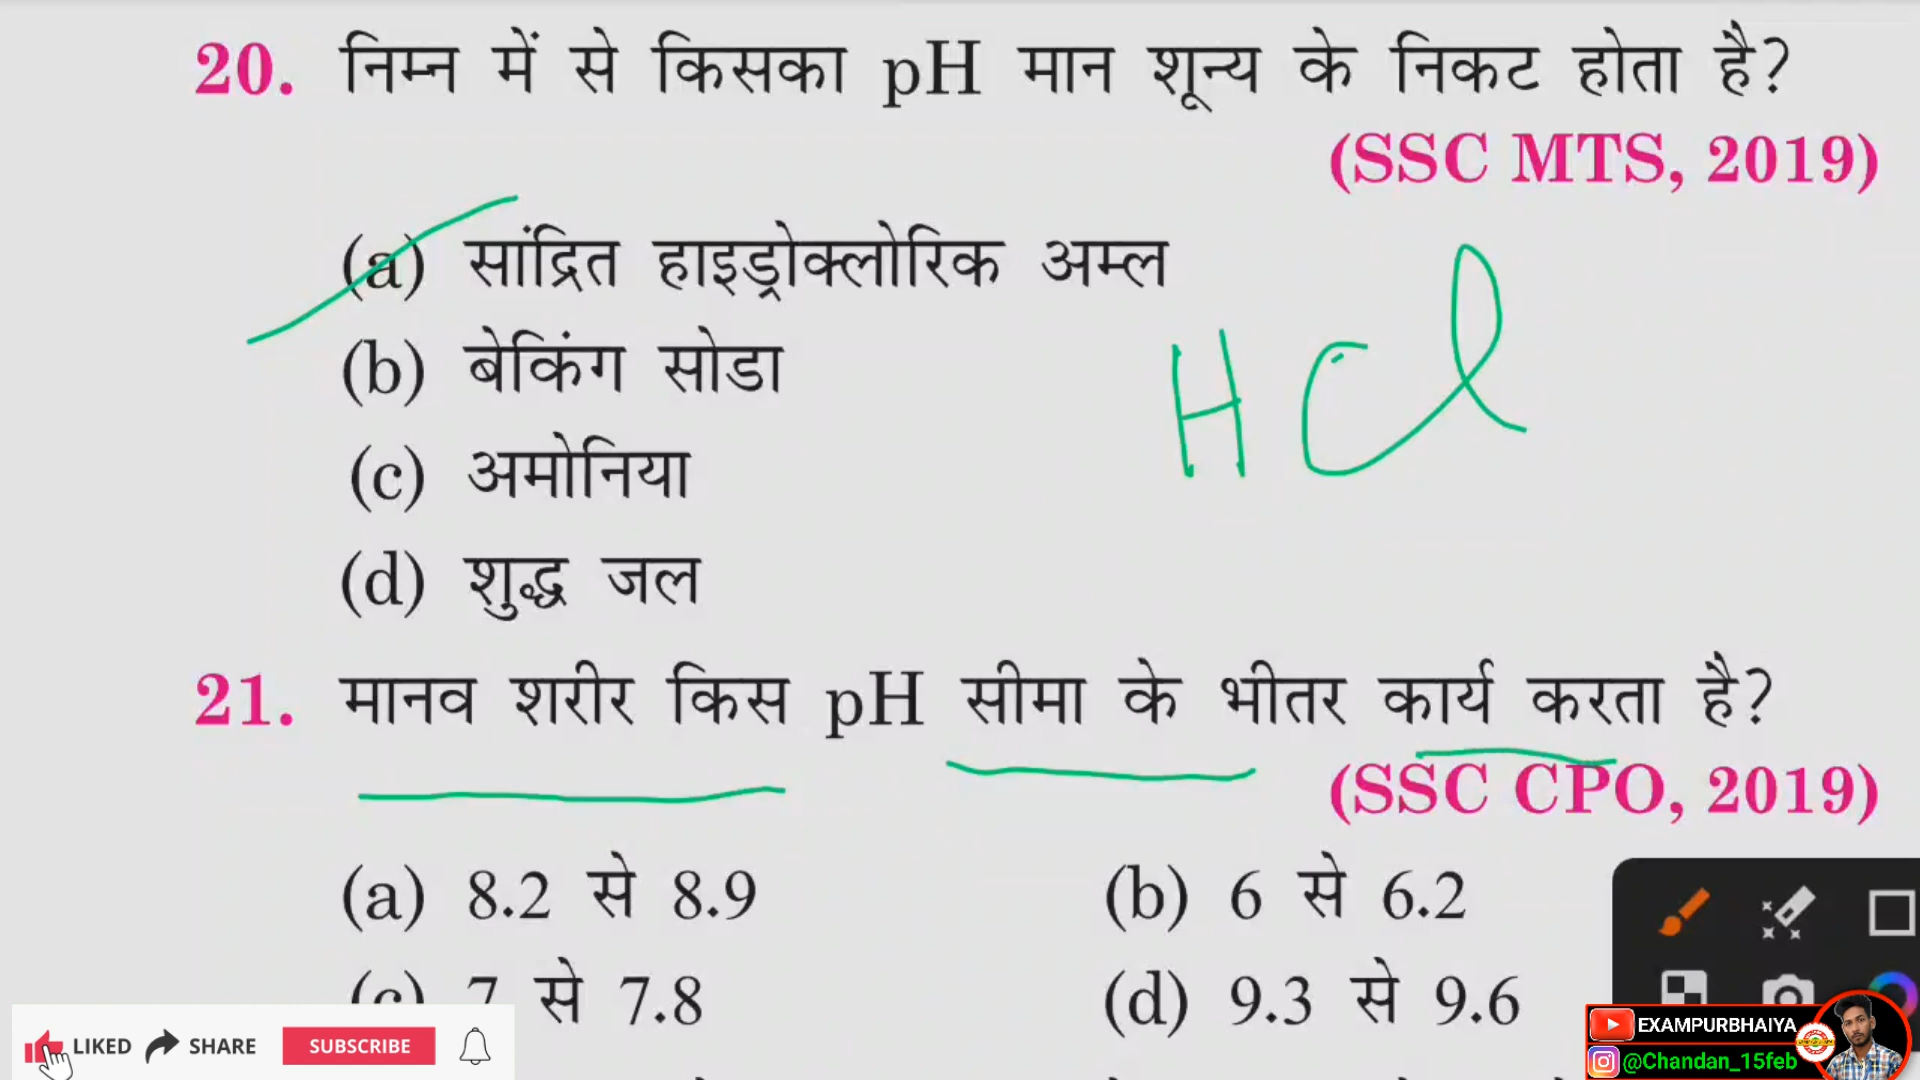 20. निम्न में से किसका pH मान शून्य के निकट होता है?
(SSC MTS, 2019)
(a) सांद्रित हाइड्रोक्लोरिक अम्ल
(b) बेकिंग सोडा
(c) अमोनिया
(d) शुद्ध जल
HCl
21. मानव शरीर किस pH सीमा के भीतर कार्य करता है?
(SSC CPO, 2019)
(a) 8.2 से 8.9 (b) 6 से 6.2
(c) 7 से 7.8 (d) 9.3 से 9.6
LIKED SHARE SUBSCRIBE
EXAMPURBHAIYA
@Chandan_15feb